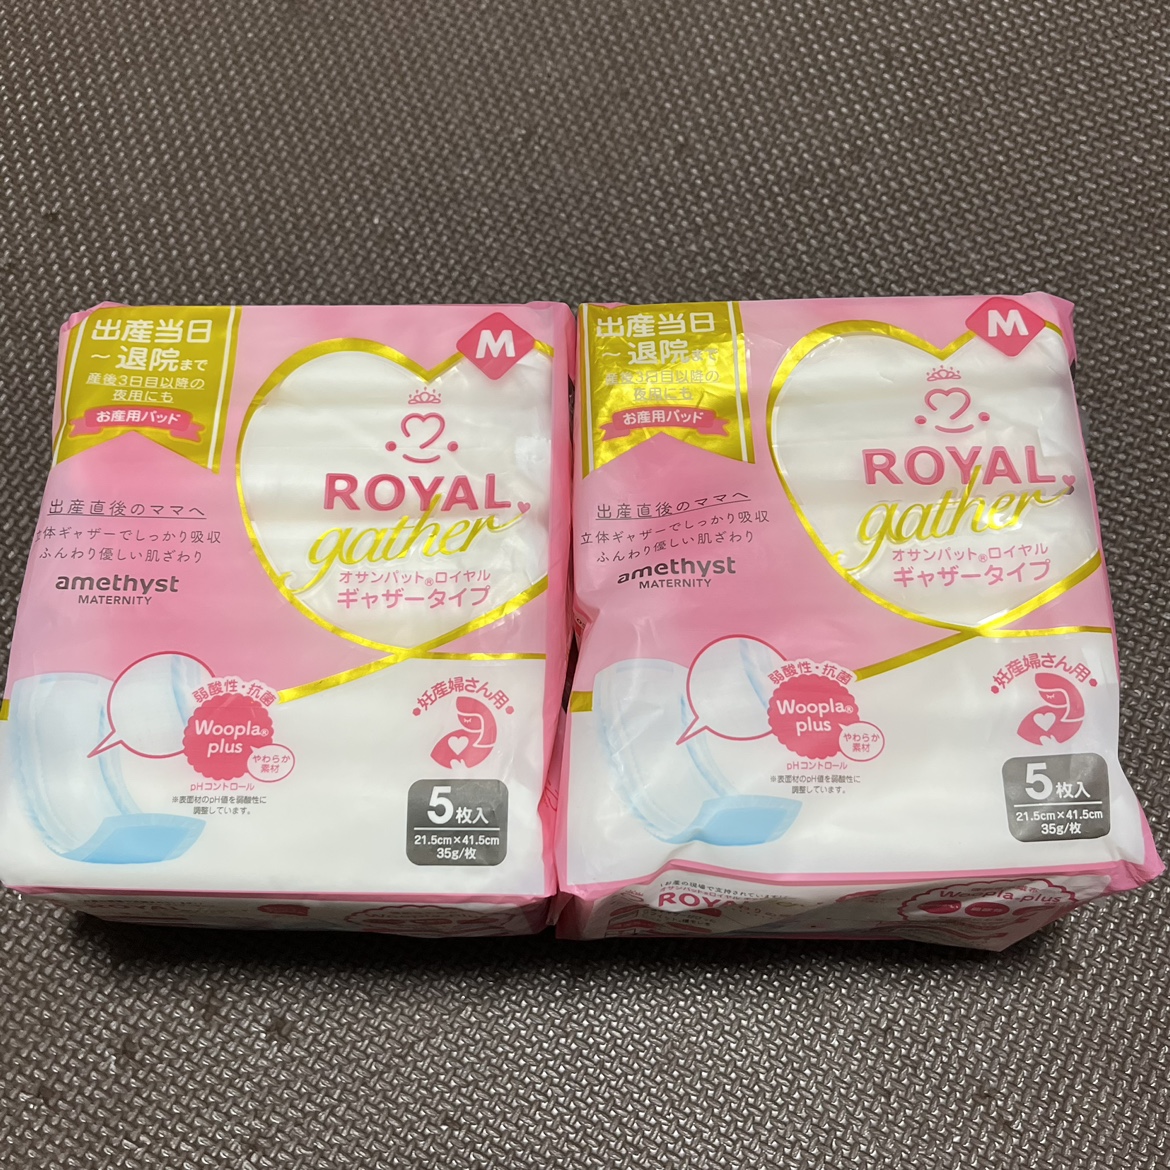 出産当日
～退院まで
産後3日目以降の
夜用にも
お産用パッド
M
ROYAL
gather
オサンパット®ロイヤル
ギャザータイプ
出産直後のママへ
立体ギャザーでしっかり吸収
ふんわり優しい肌ざわり
amethyst
MATERNITY
弱酸性・抗菌
Woopla®
plus
やわらか
素材
pHコントロール
※表面材のpH値を弱酸性に
調整しています。
妊産婦さん用
5枚入
21.5cm×41.5cm
35g/枚
出産当日
～退院まで
産後3日目以降の
夜用にも
お産用パッド
M
ROYAL
gather
オサンパット®ロイヤル
ギャザータイプ
出産直後のママへ
立体ギャザーでしっかり吸収
ふんわり優しい肌ざわり
amethyst
MATERNITY
弱酸性・抗菌
Woopla®
plus
やわらか
素材
pHコントロール
※表面材のpH値を弱酸性に
調整しています。
妊産婦さん用
5枚入
21.5cm×41.5cm
35g/枚
Woopla plus